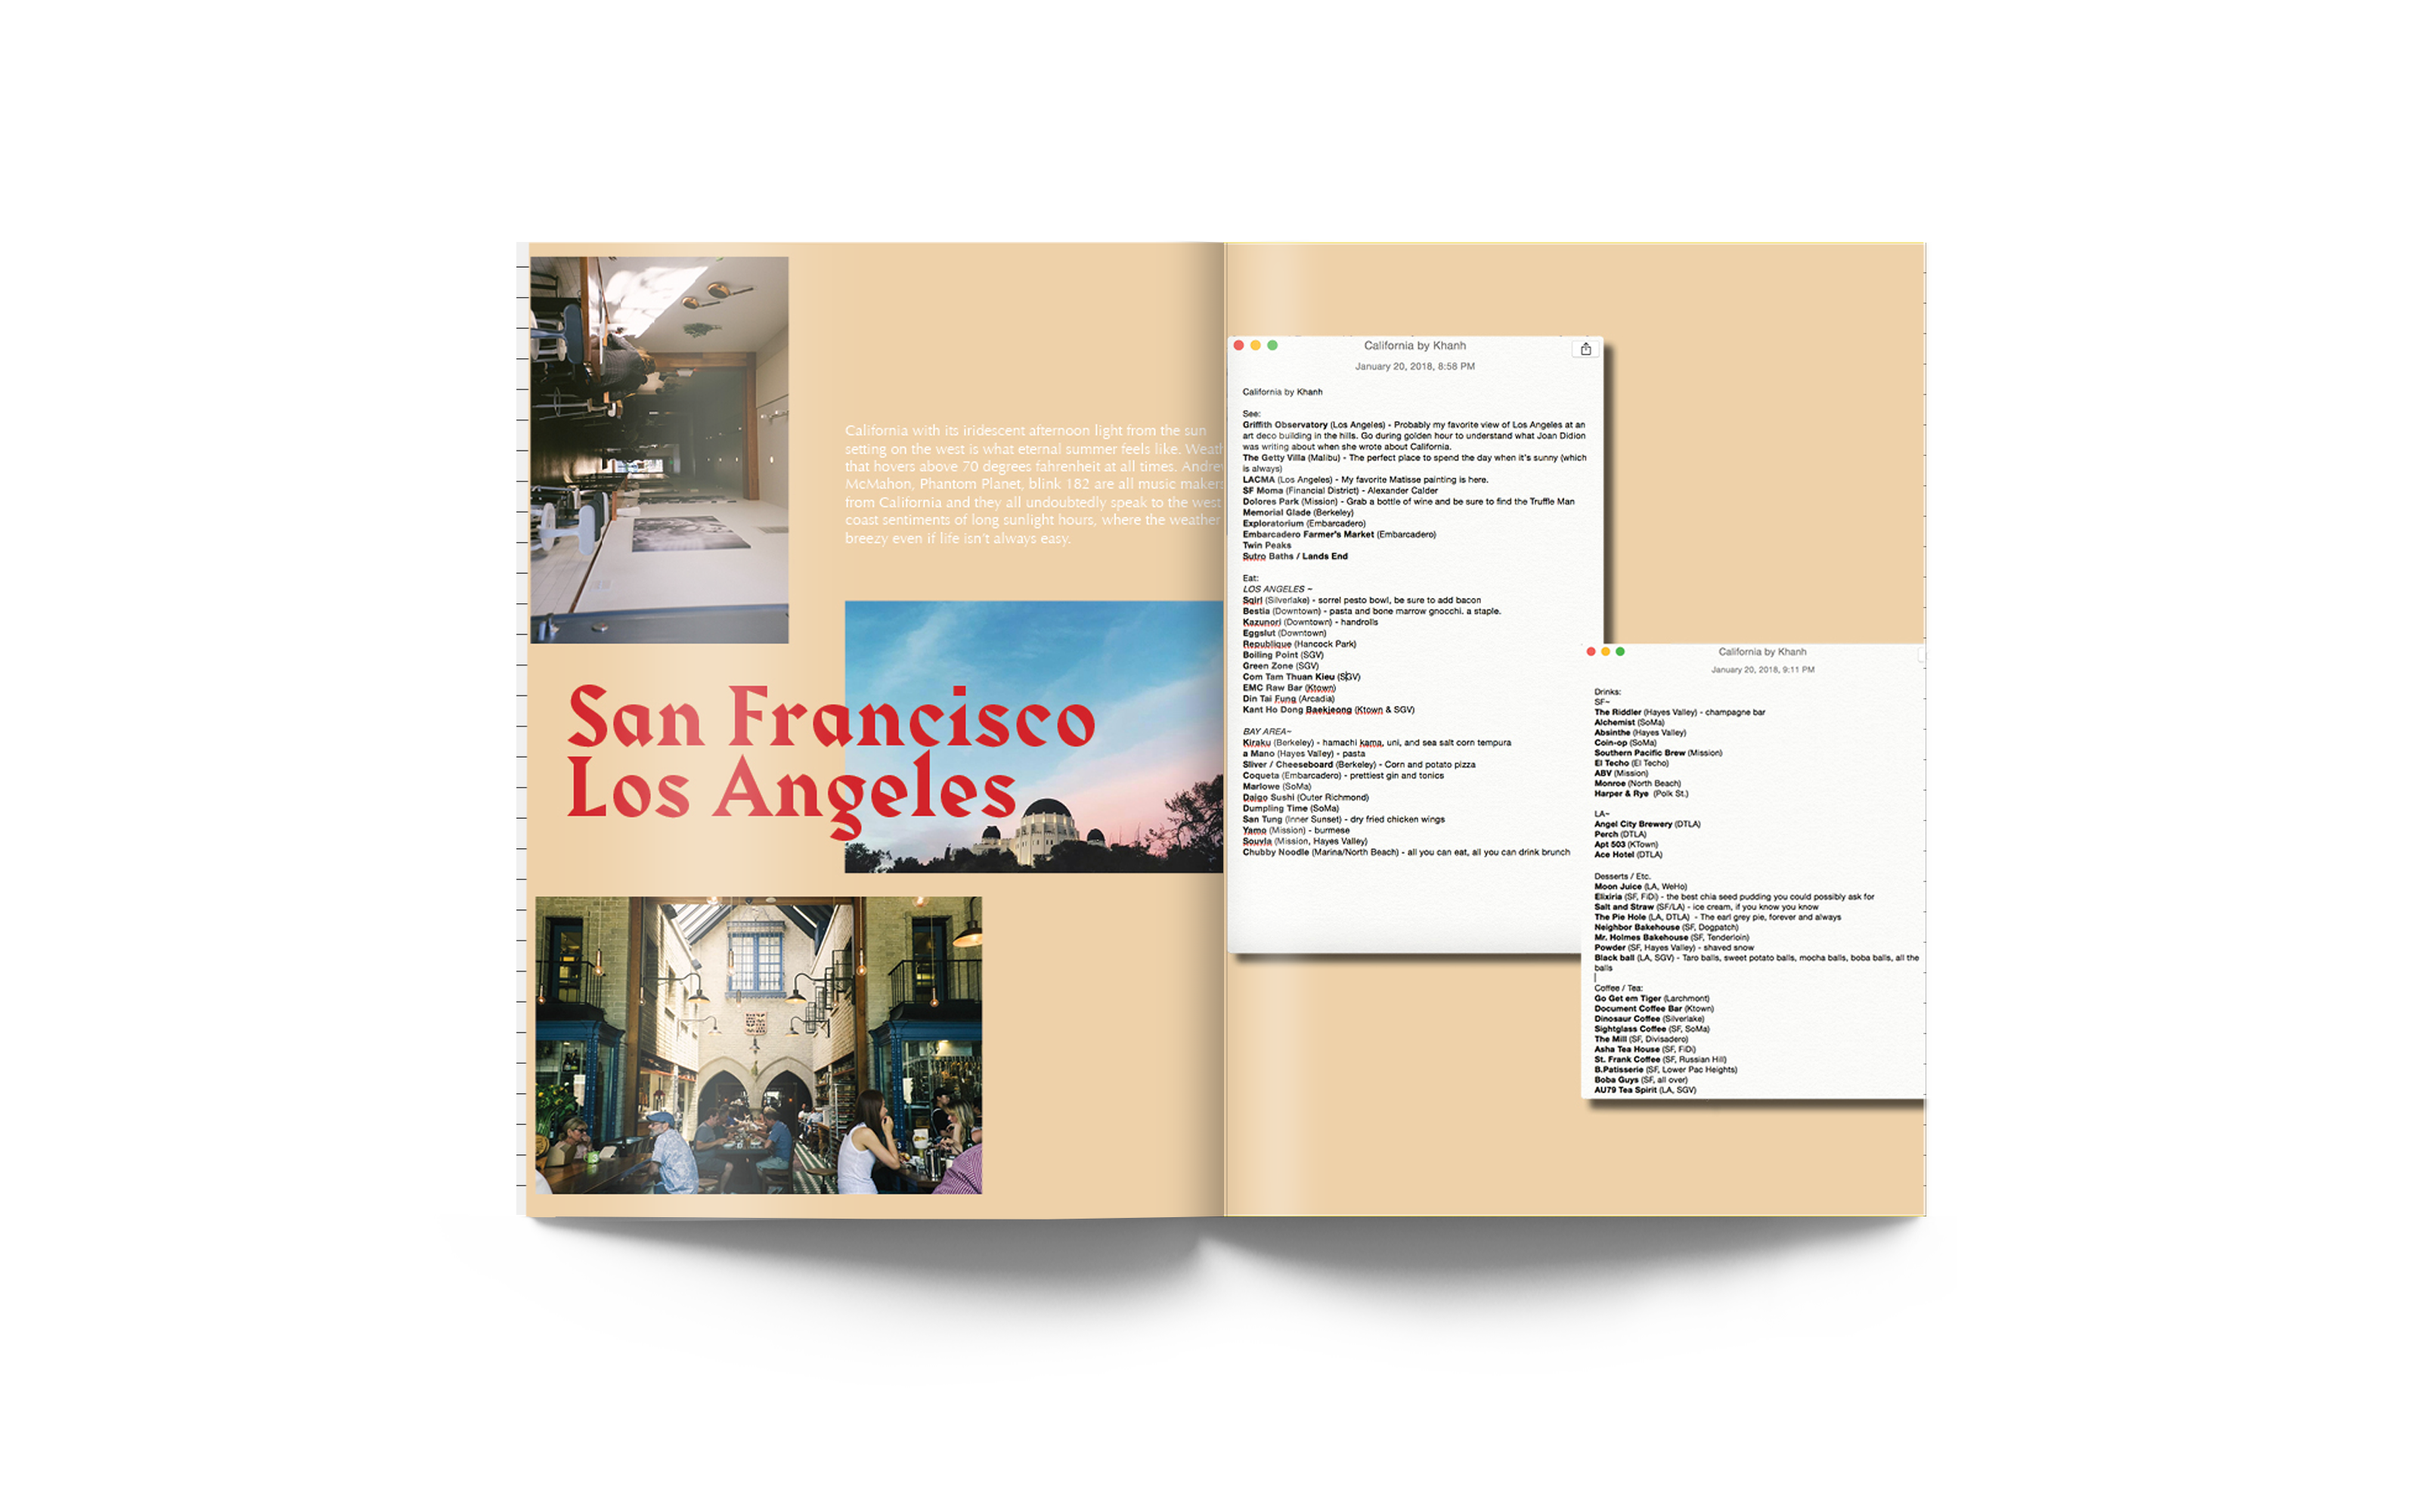 California with its iridescent afternoon light from the sun
setting on the west is what eternal summer feels like. Weath
that hovers above 70 degrees fahrenheit at all times. Andrew
McMahon, Phantom Planet, blink 182 are all music makers
from California and they all undoubtedly speak to the west
coast sentiments of long sunlight hours, where the weather
breezy even if life isn't always easy.
San Francisco
Los Angeles
California by Khanh
January 20, 2018, 8:58 PM
California by Khanh
See:
Griffith Observatory (Los Angeles) - Probably my favorite view of Los Angeles at an
art deco building in the hills. Go during golden hour to understand what Joan Didion
was writing about when she wrote about California.
The Getty Villa (Malibu) - The perfect place to spend the day when it's sunny (which
is always)
LACMA (Los Angeles) - My favorite Matisse painting is here.
SF Moma (Financial District) - Alexander Calder
Dolores Park (Mission) - Grab a bottle of wine and be sure to find the Truffle Man
Memorial Glade (Berkeley)
Exploratorium (Embarcadero)
Embarcadero Farmer's Market (Embarcadero)
Twin Peaks
Sutro Baths / Lands End
Eat:
LOS ANGELES ~
Sqirl (Silverlake) - sorrel pesto bowl, be sure to add bacon
Bestia (Downtown) - pasta and bone marrow gnocchi. a staple.
Kazunori (Downtown) - handrolls
Eggslut (Downtown)
Republique (Hancock Park)
Boiling Point (SGV)
Green Zone (SGV)
Com Tam Thuan Kieu (SGV)
EMC Raw Bar (Ktown)
Din Tai Fung (Arcadia)
Kant Ho Dong Baekjeong (Ktown & SGV)
BAY AREA~
Kiraku (Berkeley) - hamachi kama, uni, and sea salt corn tempura
a Mano (Hayes Valley) - pasta
Sliver / Cheeseboard (Berkeley) - Corn and potato pizza
Coqueta (Embarcadero) - prettiest gin and tonics
Marlowe (SoMa)
Daigo Sushi (Outer Richmond)
Dumpling Time (SoMa)
San Tung (Inner Sunset) - dry fried chicken wings
Yamo (Mission) - burmese
Souvla (Mission, Hayes Valley)
Chubby Noodle (Marina/North Beach) - all you can eat, all you can drink brunch
California by Khanh
January 20, 2018, 9:11 PM
Drinks:
SF~
The Riddler (Hayes Valley) - champagne bar
Alchemist (SoMa)
Absinthe (Hayes Valley)
Coin-op (SoMa)
Southern Pacific Brew (Mission)
El Techo (El Techo)
ABV (Mission)
Monroe (North Beach)
Harper & Rye (Polk St.)
LA~
Angel City Brewery (DTLA)
Perch (DTLA)
Apt 503 (KTown)
Ace Hotel (DTLA)
Desserts / Etc.
Moon Juice (LA, WeHo)
Elixiria (SF, FiDi) - the best chia seed pudding you could possibly ask for
Salt and Straw (SF/LA) - ice cream, if you know you know
The Pie Hole (LA, DTLA) - The earl grey pie, forever and always
Neighbor Bakehouse (SF, Dogpatch)
Mr. Holmes Bakehouse (SF, Tenderloin)
Powder (SF, Hayes Valley) - shaved snow
Black ball (LA, SGV) - Taro balls, sweet potato balls, mocha balls, boba balls, all the
balls
Coffee / Tea:
Go Get em Tiger (Larchmont)
Document Coffee Bar (Ktown)
Dinosaur Coffee (Silverlake)
Sightglass Coffee (SF, SoMa)
The Mill (SF, Divisadero)
Asha Tea House (SF, FiDi)
St. Frank Coffee (SF, Russian Hill)
B.Patisserie (SF, Lower Pac Heights)
Boba Guys (SF, all over)
AU79 Tea Spirit (LA, SGV)